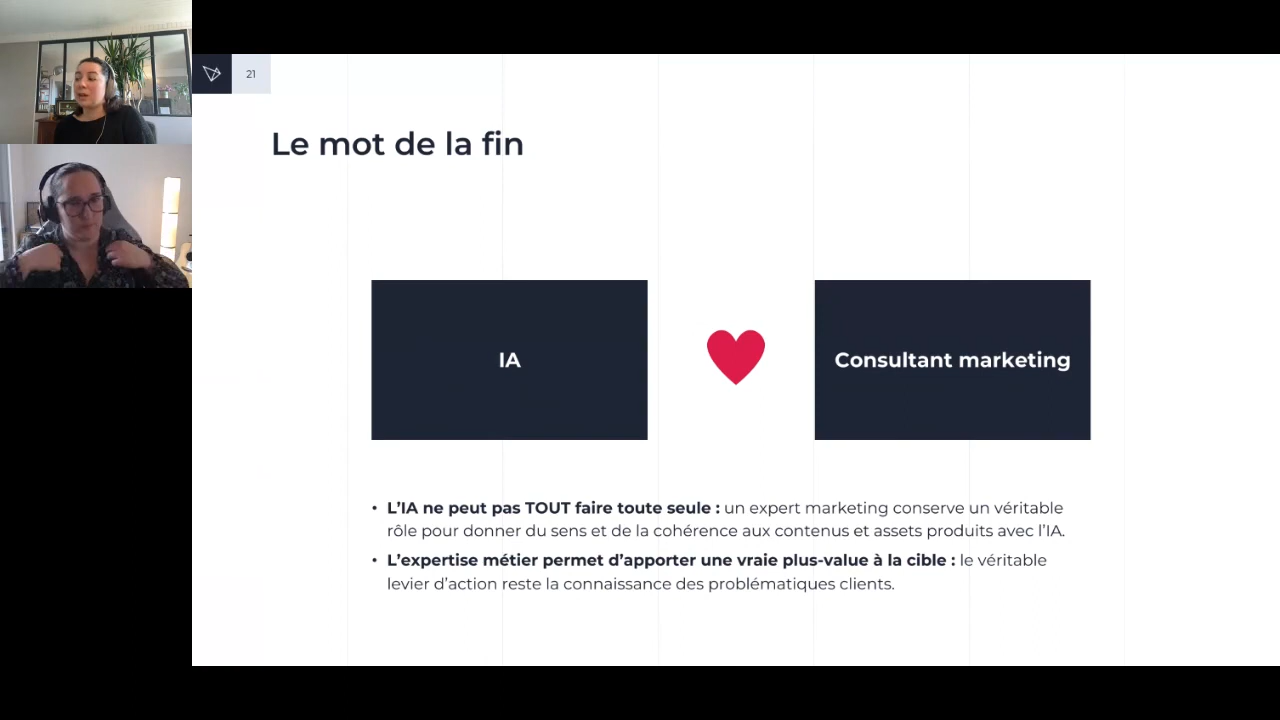 21
Le mot de la fin
IA
Consultant marketing
• L’IA ne peut pas TOUT faire toute seule : un expert marketing conserve un véritable
rôle pour donner du sens et de la cohérence aux contenus et assets produits avec l’IA.
• L’expertise métier permet d’apporter une vraie plus-value à la cible : le véritable
levier d’action reste la connaissance des problématiques clients.